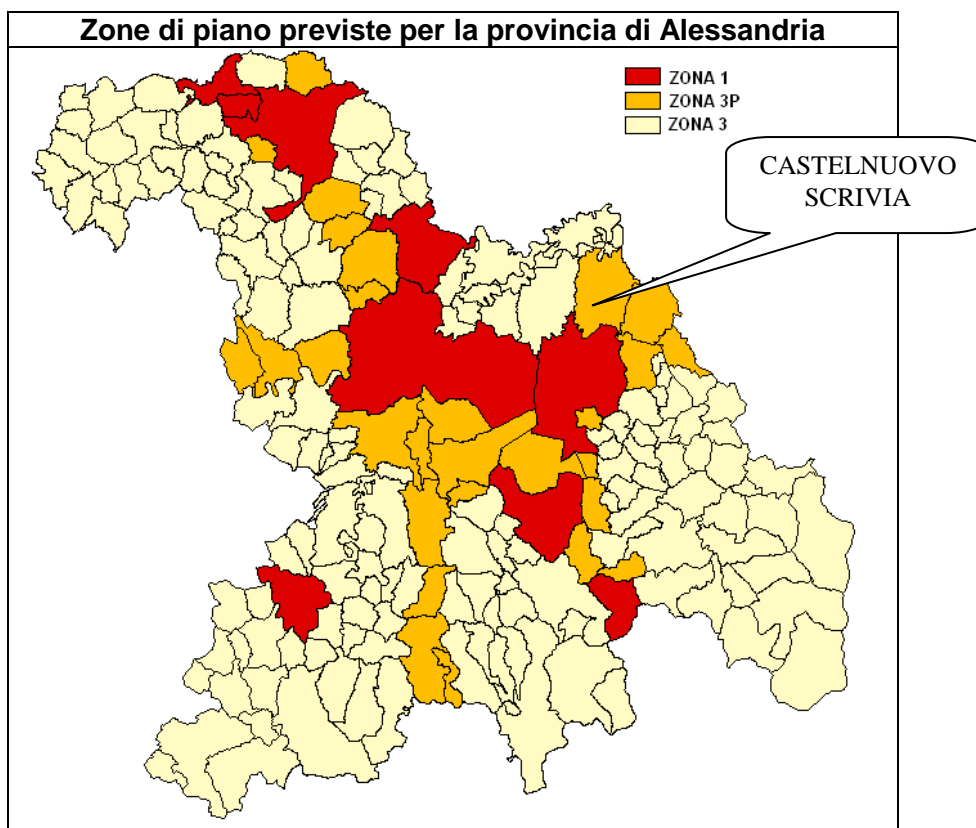 Zone di piano previste per la provincia di Alessandria
ZONA 1
ZONA 3P
ZONA 3
CASTELNUOVO
SCRIVIA